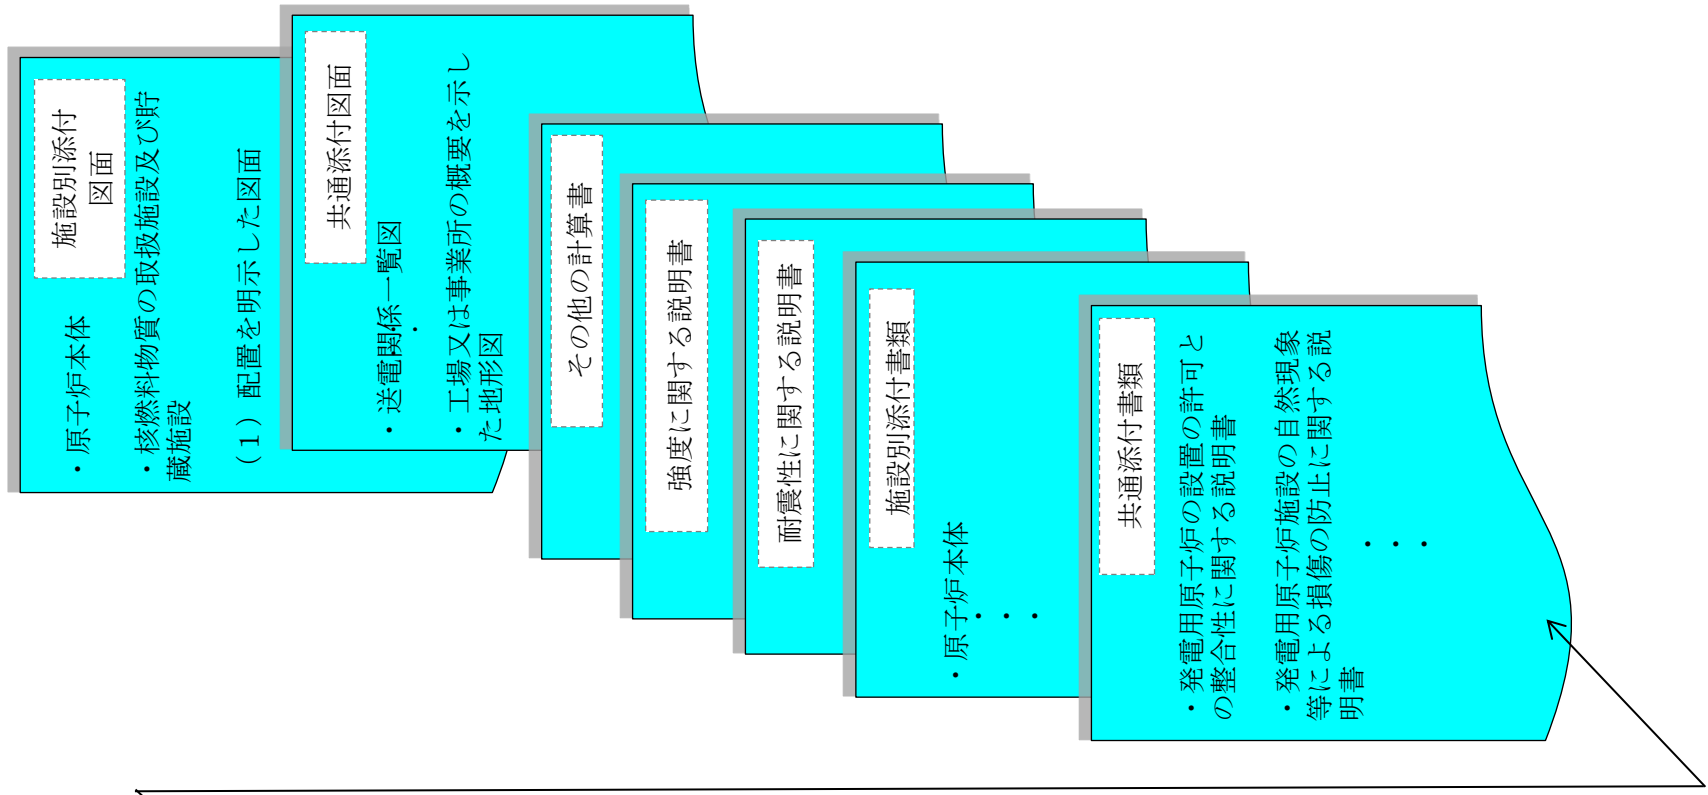 施設別添付
図面
・原子炉本体
・核燃料物質の取扱施設及び貯
蔵施設
(1) 配置を明示した図面
共通添付図面
・送電関係一覧図
・工場又は事業所の概要を示し
た地形図
その他の計算書
強度に関する説明書
耐震性に関する説明書
施設別添付書類
・原子炉本体
・・・
共通添付書類
・発電用原子炉の設置の許可と
の整合性に関する説明書
・発電用原子炉施設の自然現象
等による損傷の防止に関する説
明書
・・・